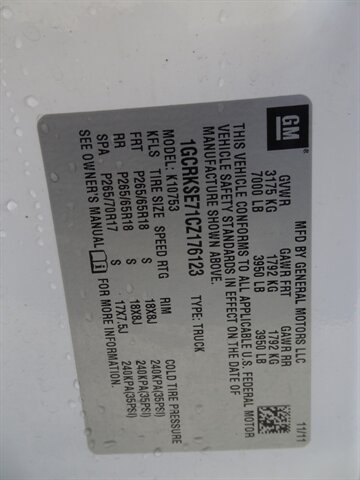 GM
MFD BY GENERAL MOTORS LLC
11/11
GVWR GAWR FRT GAWR RR
3175 KG 1792 KG 1792 KG
7000 LB 3950 LB 3950 LB
THIS VEHICLE CONFORMS TO ALL APPLICABLE U.S. FEDERAL MOTOR
VEHICLE SAFETY STANDARDS IN EFFECT ON THE DATE OF
MANUFACTURE SHOWN ABOVE.
1GCRKSE71CZ176123 TYPE: TRUCK
K10753
KFLS TIRE SIZE SPEED RTG RIM COLD TIRE PRESSURE
FRT P265/65R18 S 18X8J 240KPA(35PSI)
RR P265/65R18 S 18X8J 240KPA(35PSI)
SPA P265/70R17 S 17X7.5J 240KPA(35PSI)
SEE OWNER'S MANUAL FOR MORE INFORMATION.